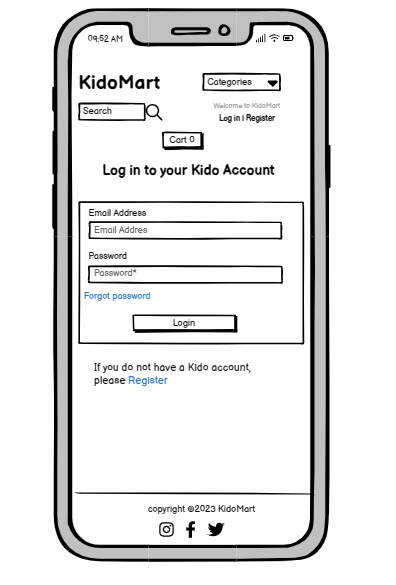 09:52 AM
KidoMart
Categories
Search
Welcome to KidoMart
Log in | Register
Cart 0
Log in to your Kido Account
Email Address
Email Addres
Password
Password*
Forgot password
Login
If you do not have a Kido account,
please Register
copyright ©2023 KidoMart